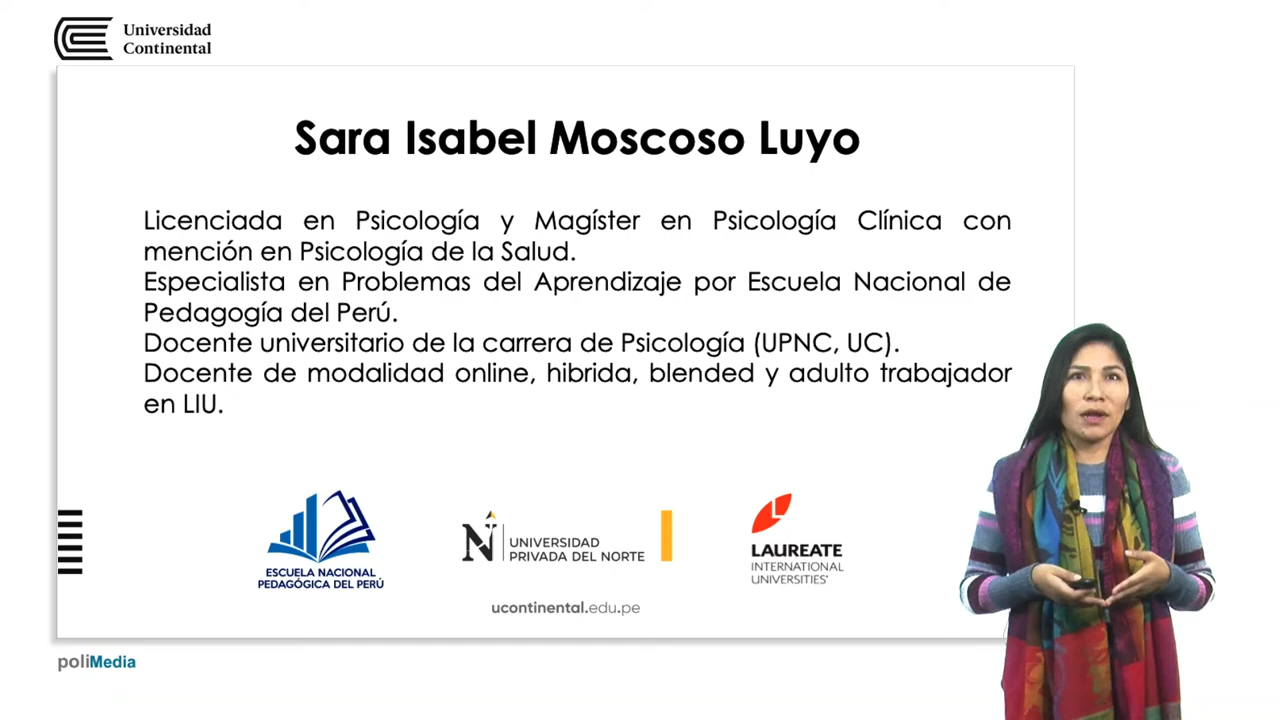 Universidad
Continental
Sara Isabel Moscoso Luyo
Licenciada en Psicología y Magíster en Psicología Clínica con
mención en Psicología de la Salud.
Especialista en Problemas del Aprendizaje por Escuela Nacional de
Pedagogía del Perú.
Docente universitario de la carrera de Psicología (UPNC, UC).
Docente de modalidad online, hibrida, blended y adulto trabajador
en LIU.
ESCUELA NACIONAL
PEDAGÓGICA DEL PERÚ
N UNIVERSIDAD
PRIVADA DEL NORTE
L
LAUREATE
INTERNATIONAL
UNIVERSITIES®
ucontinental.edu.pe
poliMedia